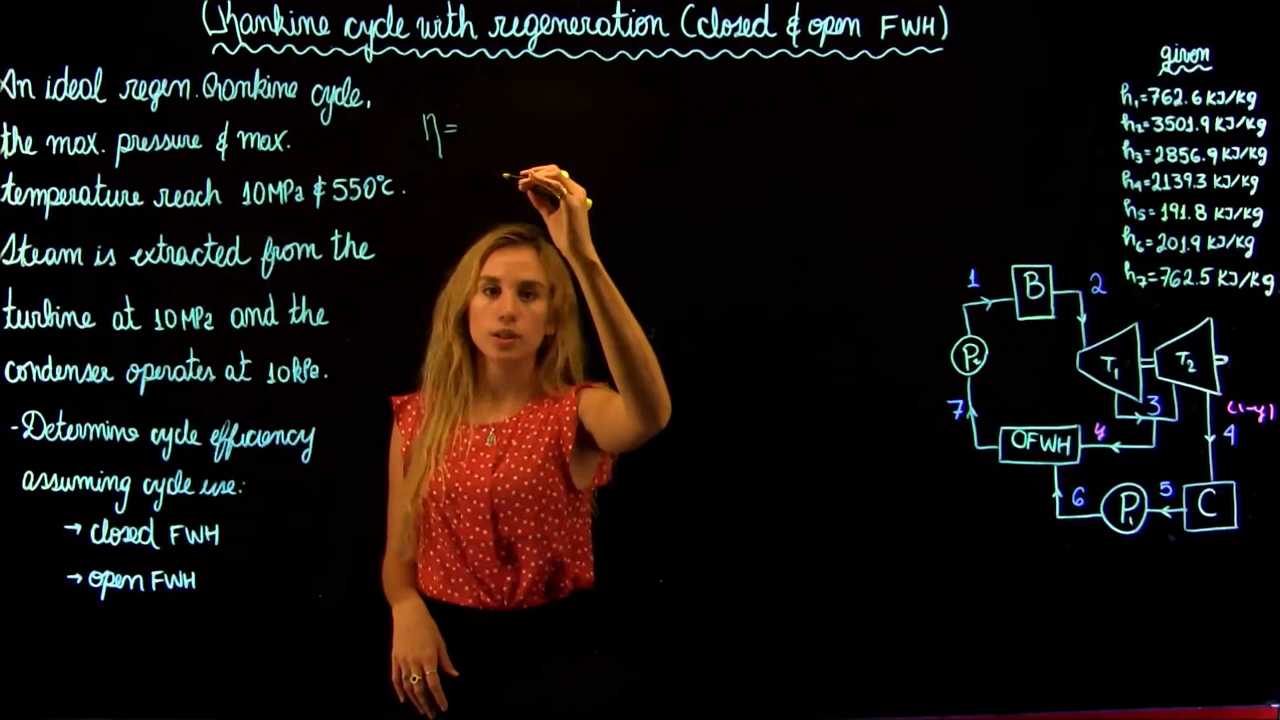 Rankine cycle with regeneration (closed & open FWH)
An ideal regen. Rankine cycle,
the max. pressure & max.
temperature reach 10MPa & 550°C.
Steam is extracted from the
turbine at 10MPa and the
condenser operates at 10kPa.
-Determine cycle efficiency
assuming cycle use:
→ closed FWH
→ open FWH
η=
given
h₁=762.6 KJ/Kg
h₂=3501.9KJ/Kg
h₃=2856.9KJ/Kg
h₄=2139.3 KJ/Kg
h₅=191.8 KJ/Kg
h₆=201.9 KJ/Kg
h₇=762.5 KJ/Kg
1
B
2
P₂
T₁
T₂
7
3
(1-y)
OFWH
y
4
6
P₁
5
C